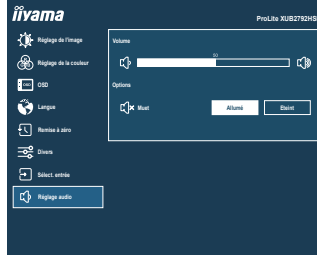 iiyama
ProLite XUB2792HS
Réglage de l'image
Réglage de la couleur
OSD
OSD
Langue
Remise à zéro
Divers
Sélect. entrée
Réglage audio
Volume
50
Options
Muet
Allumé
Eteint